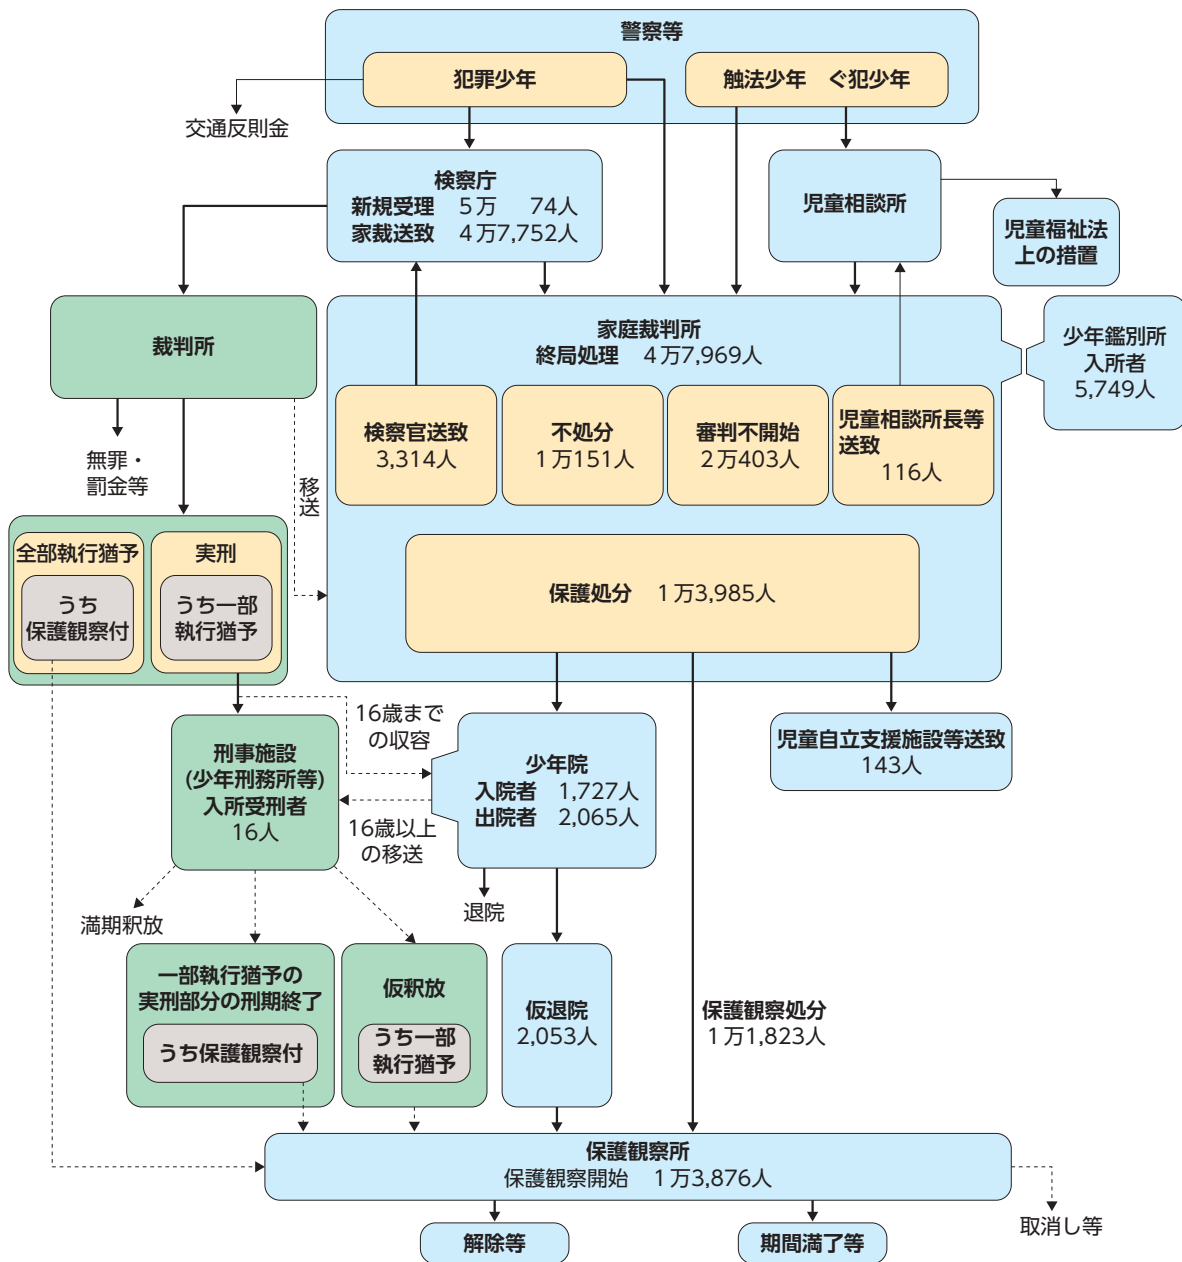 警察等
犯罪少年
触法少年　ぐ犯少年
交通反則金
検察庁
新規受理　5万　　74人
家裁送致　4万7,752人
児童相談所
児童福祉法
上の措置
裁判所
家庭裁判所
終局処理　4万7,969人
少年鑑別所
入所者
5,749人
検察官送致
3,314人
不処分
1万151人
審判不開始
2万403人
児童相談所長等
送致
116人
無罪・
罰金等
移送
全部執行猶予
うち
保護観察付
実刑
うち一部
執行猶予
保護処分　1万3,985人
16歳まで
の収容
刑事施設
(少年刑務所等)
入所受刑者
16人
16歳以上
の移送
少年院
入院者　1,727人
出院者　2,065人
児童自立支援施設等送致
143人
満期釈放
退院
一部執行猶予の
実刑部分の刑期終了
うち保護観察付
仮釈放
うち一部
執行猶予
仮退院
2,053人
保護観察処分
1万1,823人
保護観察所
保護観察開始　1万3,876人
取消し等
解除等
期間満了等